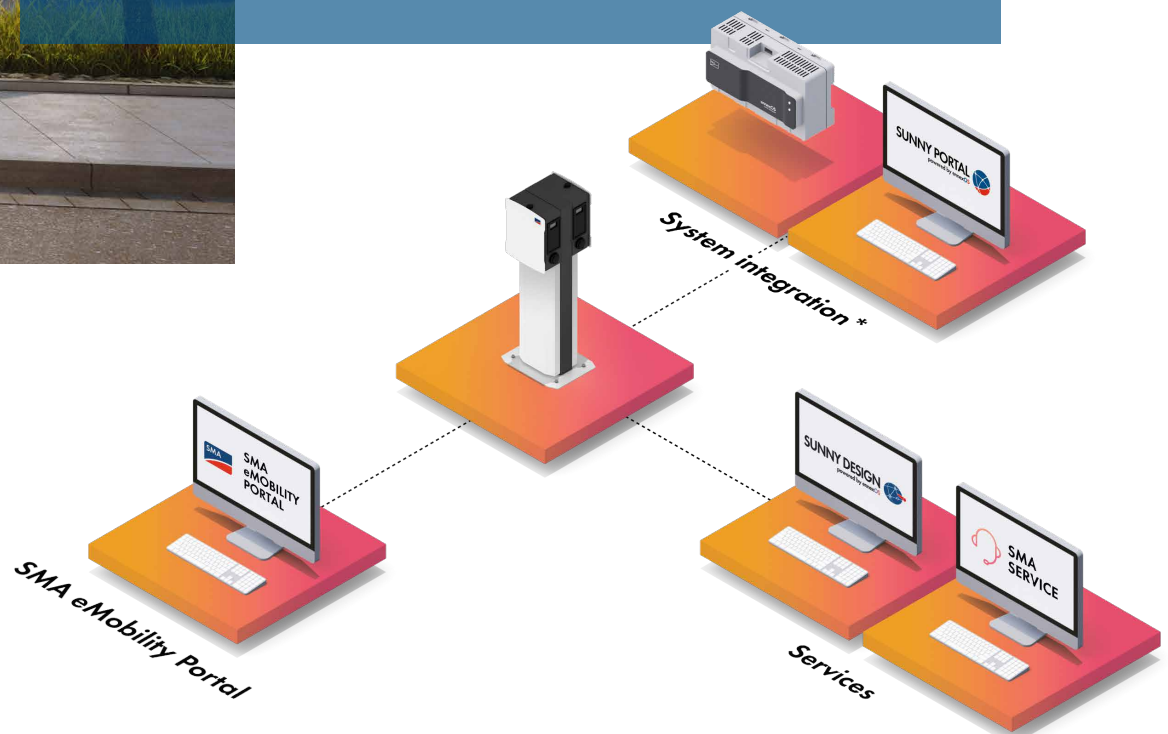 SUNNY PORTAL
powered by ennexOS
System integration *
SMA
SMA
eMOBILITY
PORTAL
SMA eMobility Portal
SUNNY DESIGN
powered by ennexOS
SMA
SERVICE
Services